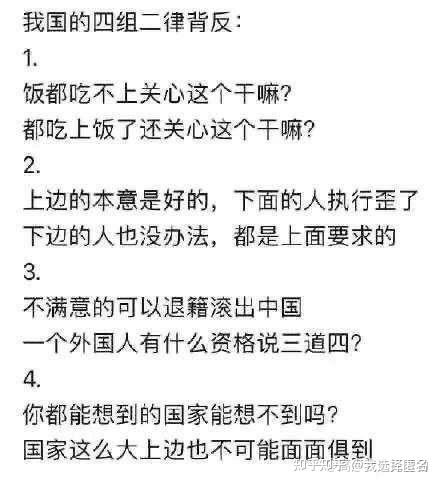 我国的四组二律背反：
1.
饭都吃不上关心这个干嘛？
都吃上饭了还关心这个干嘛？
2.
上边的本意是好的，下面的人执行歪了
下边的人也没办法，都是上面要求的
3.
不满意的可以退籍滚出中国
一个外国人有什么资格说三道四？
4.
你都能想到的国家能想不到吗？
国家这么大上边也不可能面面俱到
知乎 @我选择匿名